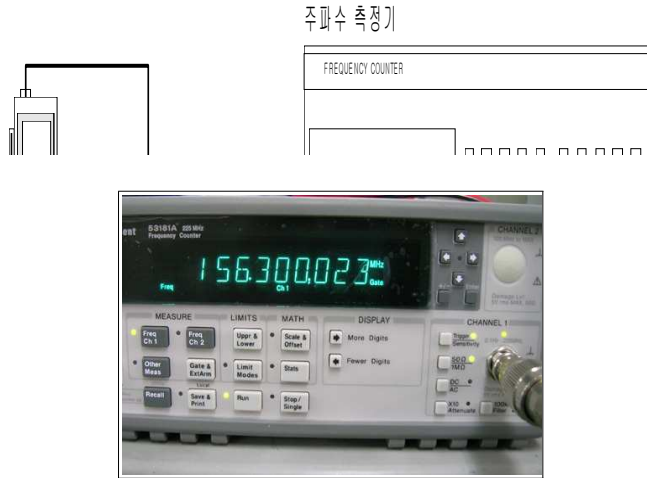 주파수 측정기
FREQUENCY COUNTER
53181A 225 MHz
Frequency Counter
CHANNEL 2
156.300,023 MHz
Freq
Ch1
Gate
MEASURE
LIMITS
MATH
DISPLAY
CHANNEL 1
Freq Ch 1
Freq Ch 2
Uppr & Lower
Scale & Offset
More Digits
Trigger Sensitivity
Other Meas
Gate & ExtArm
Limit Modes
Stats
Fewer Digits
50Ω 1MΩ
DC AC
Recall
Save & Print
Run
Stop/ Single
X10 Attenuate